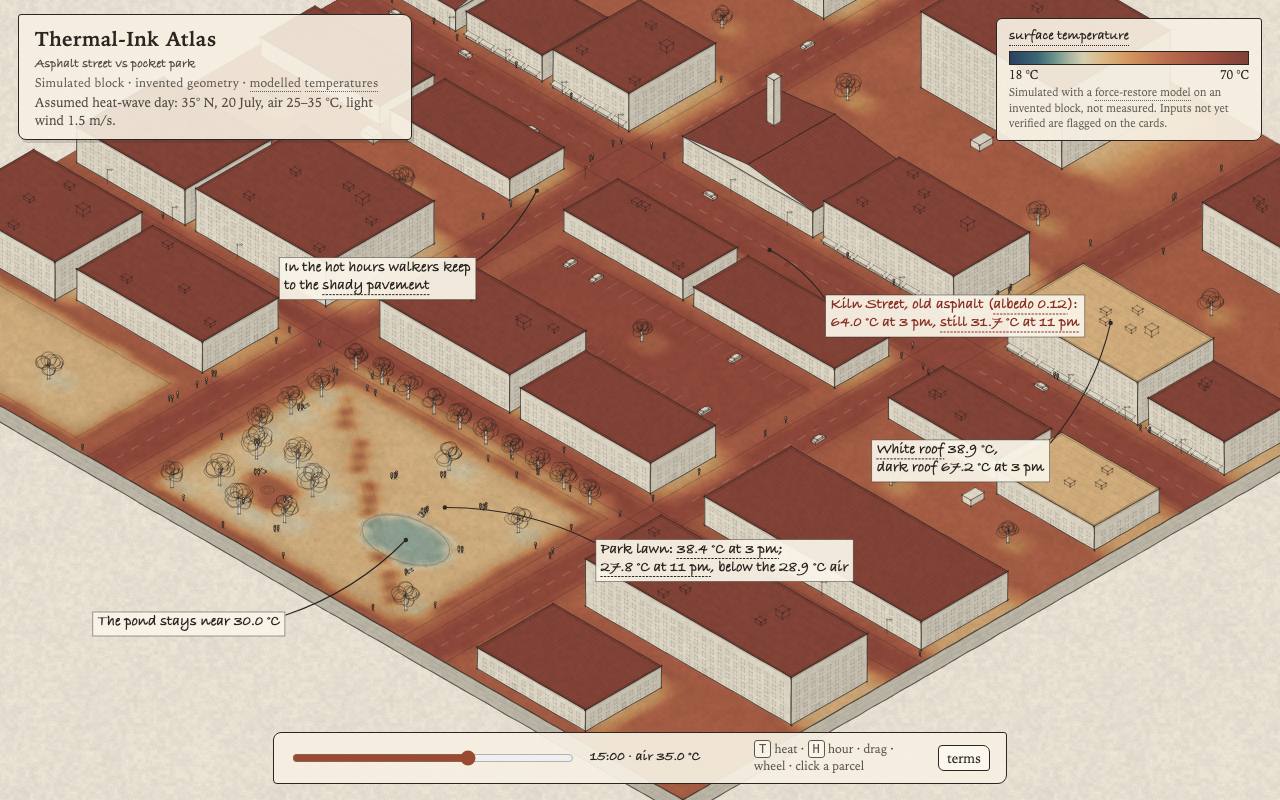 Thermal-Ink Atlas
Asphalt street vs pocket park
Simulated block · invented geometry · modelled temperatures
Assumed heat-wave day: 35° N, 20 July, air 25–35 °C, light
wind 1.5 m/s.
surface temperature
18 °C 70 °C
Simulated with a force-restore model on an
invented block, not measured. Inputs not yet
verified are flagged on the cards.
In the hot hours walkers keep
to the shady pavement
Kiln Street, old asphalt (albedo 0.12):
64.0 °C at 3 pm, still 31.7 °C at 11 pm
White roof 38.9 °C,
dark roof 67.2 °C at 3 pm
Park lawn: 38.4 °C at 3 pm;
27.8 °C at 11 pm, below the 28.9 °C air
The pond stays near 30.0 °C
15:00 · air 35.0 °C
T heat · H hour · drag ·
wheel · click a parcel
terms